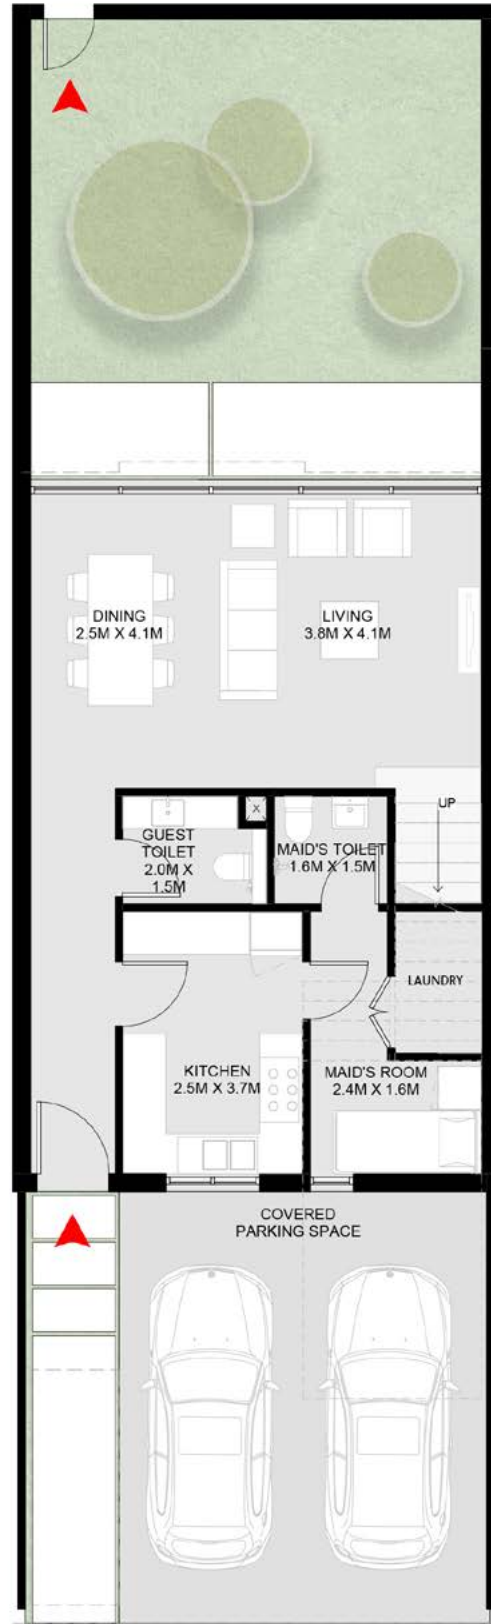 DINING
2.5M X 4.1M
LIVING
3.8M X 4.1M
UP
X
GUEST
TOILET
2.0M X
1.5M
MAID'S TOILET
1.6M X 1.5M
LAUNDRY
KITCHEN
2.5M X 3.7M
MAID'S ROOM
2.4M X 1.6M
COVERED
PARKING SPACE